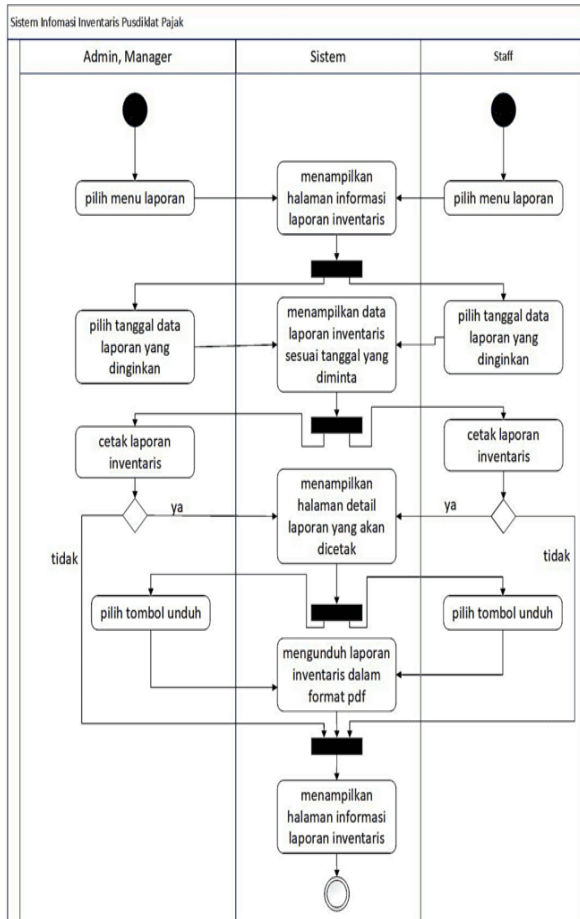 Sistem Infomasi Inventaris Pusdiklat Pajak
Admin, Manager
Sistem
Staff
pilih menu laporan
menampilkan
halaman informasi
laporan inventaris
pilih menu laporan
pilih tanggal data
laporan yang
dinginkan
menampilkan data
laporan inventaris
sesuai tanggal yang
diminta
pilih tanggal data
laporan yang
dinginkan
cetak laporan
inventaris
cetak laporan
inventaris
menampilkan
halaman detail
laporan yang akan
dicetak
ya
ya
tidak
tidak
pilih tombol unduh
pilih tombol unduh
mengunduh laporan
inventaris dalam
format pdf
menampilkan
halaman informasi
laporan inventaris